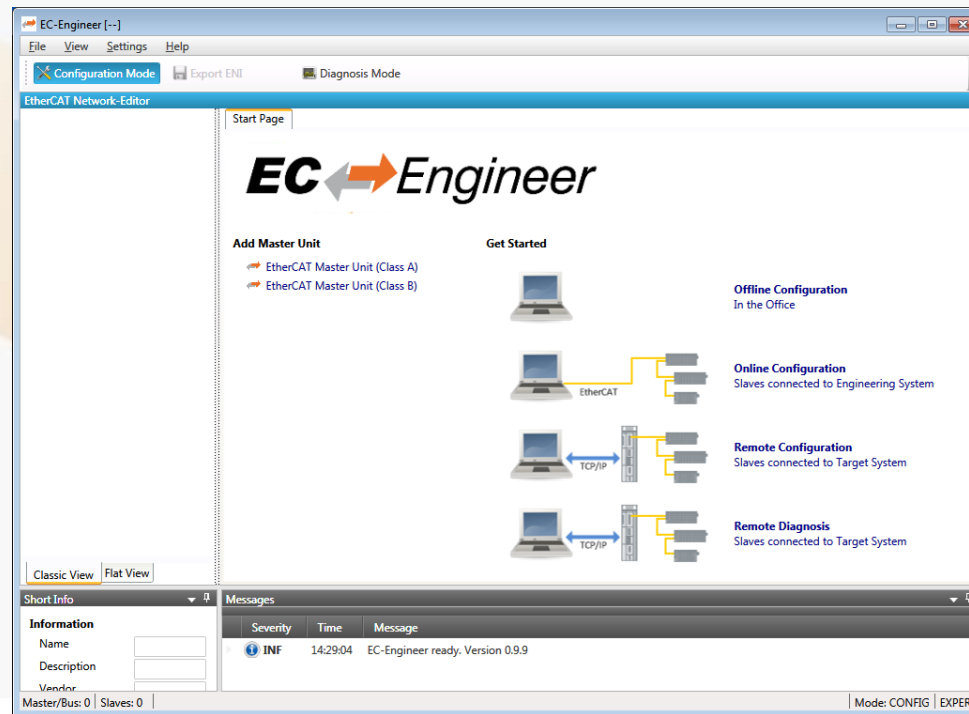 EC-Engineer [--]
File View Settings Help
Configuration Mode Export ENI Diagnosis Mode
EtherCAT Network-Editor
Start Page
EC Engineer
Add Master Unit
EtherCAT Master Unit (Class A)
EtherCAT Master Unit (Class B)
Get Started
Offline Configuration
In the Office
EtherCAT
Online Configuration
Slaves connected to Engineering System
TCP/IP
Remote Configuration
Slaves connected to Target System
TCP/IP
Remote Diagnosis
Slaves connected to Target System
Classic View Flat View
Short Info
Information
Name
Description
Vendor
Messages
Severity Time Message
INF 14:29:04 EC-Engineer ready. Version 0.9.9
Master/Bus: 0 Slaves: 0 Mode: CONFIG EXPER